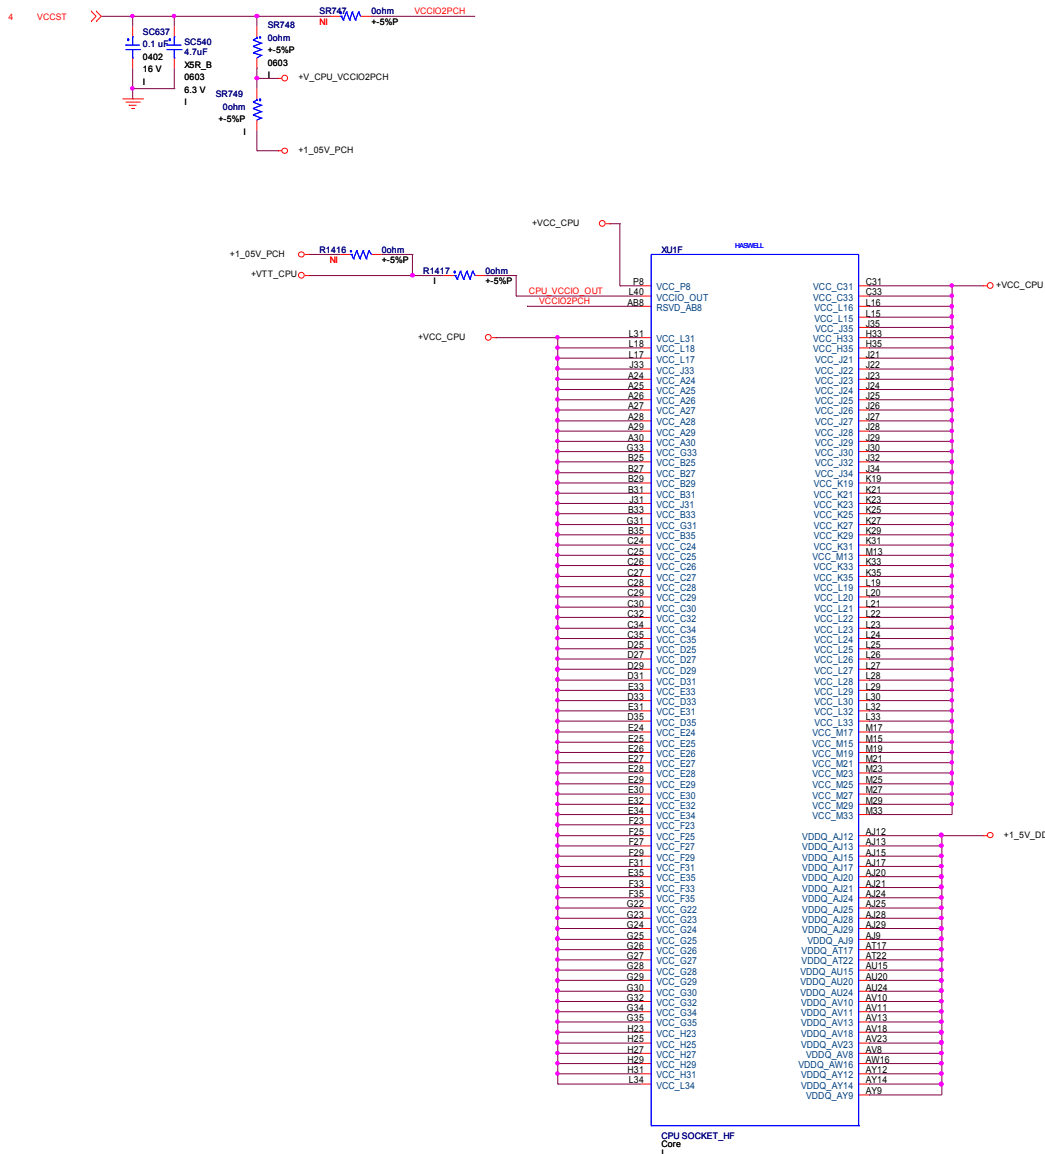 4 VCCST
SC637
0.1 uF
0402
16 V
I
SC540
4.7uF
X5R_B
0603
6.3 V
I
SR747
NI
0ohm
+-5%P
VCCIO2PCH
SR748
0ohm
+-5%P
0603
I
+V_CPU_VCCIO2PCH
SR749
0ohm
+-5%P
I
+1_05V_PCH
+VCC_CPU
+1_05V_PCH
R1416
NI
0ohm
+-5%P
+VTT_CPU
R1417
I
0ohm
+-5%P
CPU_VCCIO_OUT
VCCIO2PCH
+VCC_CPU
XU1F
HASWELL
P8 VCC_P8
L40 VCCIO_OUT
AB8 RSVD_AB8
L31 VCC_L31
L18 VCC_L18
L17 VCC_L17
J33 VCC_J33
A24 VCC_A24
A25 VCC_A25
A26 VCC_A26
A27 VCC_A27
A28 VCC_A28
A29 VCC_A29
A30 VCC_A30
G33 VCC_G33
B25 VCC_B25
B27 VCC_B27
B29 VCC_B29
B31 VCC_B31
J31 VCC_J31
B33 VCC_B33
G31 VCC_G31
B35 VCC_B35
C24 VCC_C24
C25 VCC_C25
C26 VCC_C26
C27 VCC_C27
C28 VCC_C28
C29 VCC_C29
C30 VCC_C30
C32 VCC_C32
C34 VCC_C34
C35 VCC_C35
D25 VCC_D25
D27 VCC_D27
D29 VCC_D29
D31 VCC_D31
E33 VCC_E33
D33 VCC_D33
E31 VCC_E31
D35 VCC_D35
E24 VCC_E24
E25 VCC_E25
E26 VCC_E26
E27 VCC_E27
E28 VCC_E28
E29 VCC_E29
E30 VCC_E30
E32 VCC_E32
E34 VCC_E34
F23 VCC_F23
F25 VCC_F25
F27 VCC_F27
F29 VCC_F29
F31 VCC_F31
E35 VCC_E35
F33 VCC_F33
F35 VCC_F35
G22 VCC_G22
G23 VCC_G23
G24 VCC_G24
G25 VCC_G25
G26 VCC_G26
G27 VCC_G27
G28 VCC_G28
G29 VCC_G29
G30 VCC_G30
G32 VCC_G32
G34 VCC_G34
G35 VCC_G35
H23 VCC_H23
H25 VCC_H25
H27 VCC_H27
H29 VCC_H29
H31 VCC_H31
L34 VCC_L34
VCC_C31 C31
VCC_C33 C33
VCC_L16 L16
VCC_L15 L15
VCC_J35 J35
VCC_H33 H33
VCC_H35 H35
VCC_J21 J21
VCC_J22 J22
VCC_J23 J23
VCC_J24 J24
VCC_J25 J25
VCC_J26 J26
VCC_J27 J27
VCC_J28 J28
VCC_J29 J29
VCC_J30 J30
VCC_J32 J32
VCC_J34 J34
VCC_K19 K19
VCC_K21 K21
VCC_K23 K23
VCC_K25 K25
VCC_K27 K27
VCC_K29 K29
VCC_K31 K31
VCC_M13 M13
VCC_K33 K33
VCC_K35 K35
VCC_L19 L19
VCC_L20 L20
VCC_L21 L21
VCC_L22 L22
VCC_L23 L23
VCC_L24 L24
VCC_L25 L25
VCC_L26 L26
VCC_L27 L27
VCC_L28 L28
VCC_L29 L29
VCC_L30 L30
VCC_L32 L32
VCC_L33 L33
VCC_M17 M17
VCC_M15 M15
VCC_M19 M19
VCC_M21 M21
VCC_M23 M23
VCC_M25 M25
VCC_M27 M27
VCC_M29 M29
VCC_M33 M33
+VCC_CPU
VDDQ_AJ12 AJ12
VDDQ_AJ13 AJ13
VDDQ_AJ15 AJ15
VDDQ_AJ17 AJ17
VDDQ_AJ20 AJ20
VDDQ_AJ21 AJ21
VDDQ_AJ24 AJ24
VDDQ_AJ25 AJ25
VDDQ_AJ28 AJ28
VDDQ_AJ29 AJ29
VDDQ_AJ9 AJ9
VDDQ_AT17 AT17
VDDQ_AT22 AT22
VDDQ_AU15 AU15
VDDQ_AU20 AU20
VDDQ_AU24 AU24
VDDQ_AV10 AV10
VDDQ_AV11 AV11
VDDQ_AV13 AV13
VDDQ_AV18 AV18
VDDQ_AV23 AV23
VDDQ_AV8 AV8
VDDQ_AW16 AW16
VDDQ_AY12 AY12
VDDQ_AY14 AY14
VDDQ_AY9 AY9
+1_5V_DD
CPU SOCKET_HF
Core
I